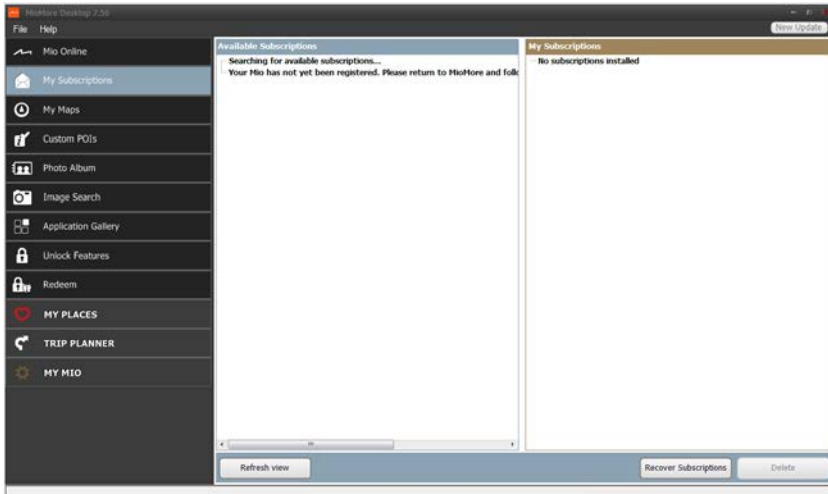 MioMore Desktop 7.50
File Help
New Update
Mio Online
My Subscriptions
My Maps
Custom POIs
Photo Album
Image Search
Application Gallery
Unlock Features
Redeem
MY PLACES
TRIP PLANNER
MY MIO
Available Subscriptions
Searching for available subscriptions...
Your Mio has not yet been registered. Please return to MioMore and follo
Refresh view
My Subscriptions
No subscriptions installed
Recover Subscriptions
Delete